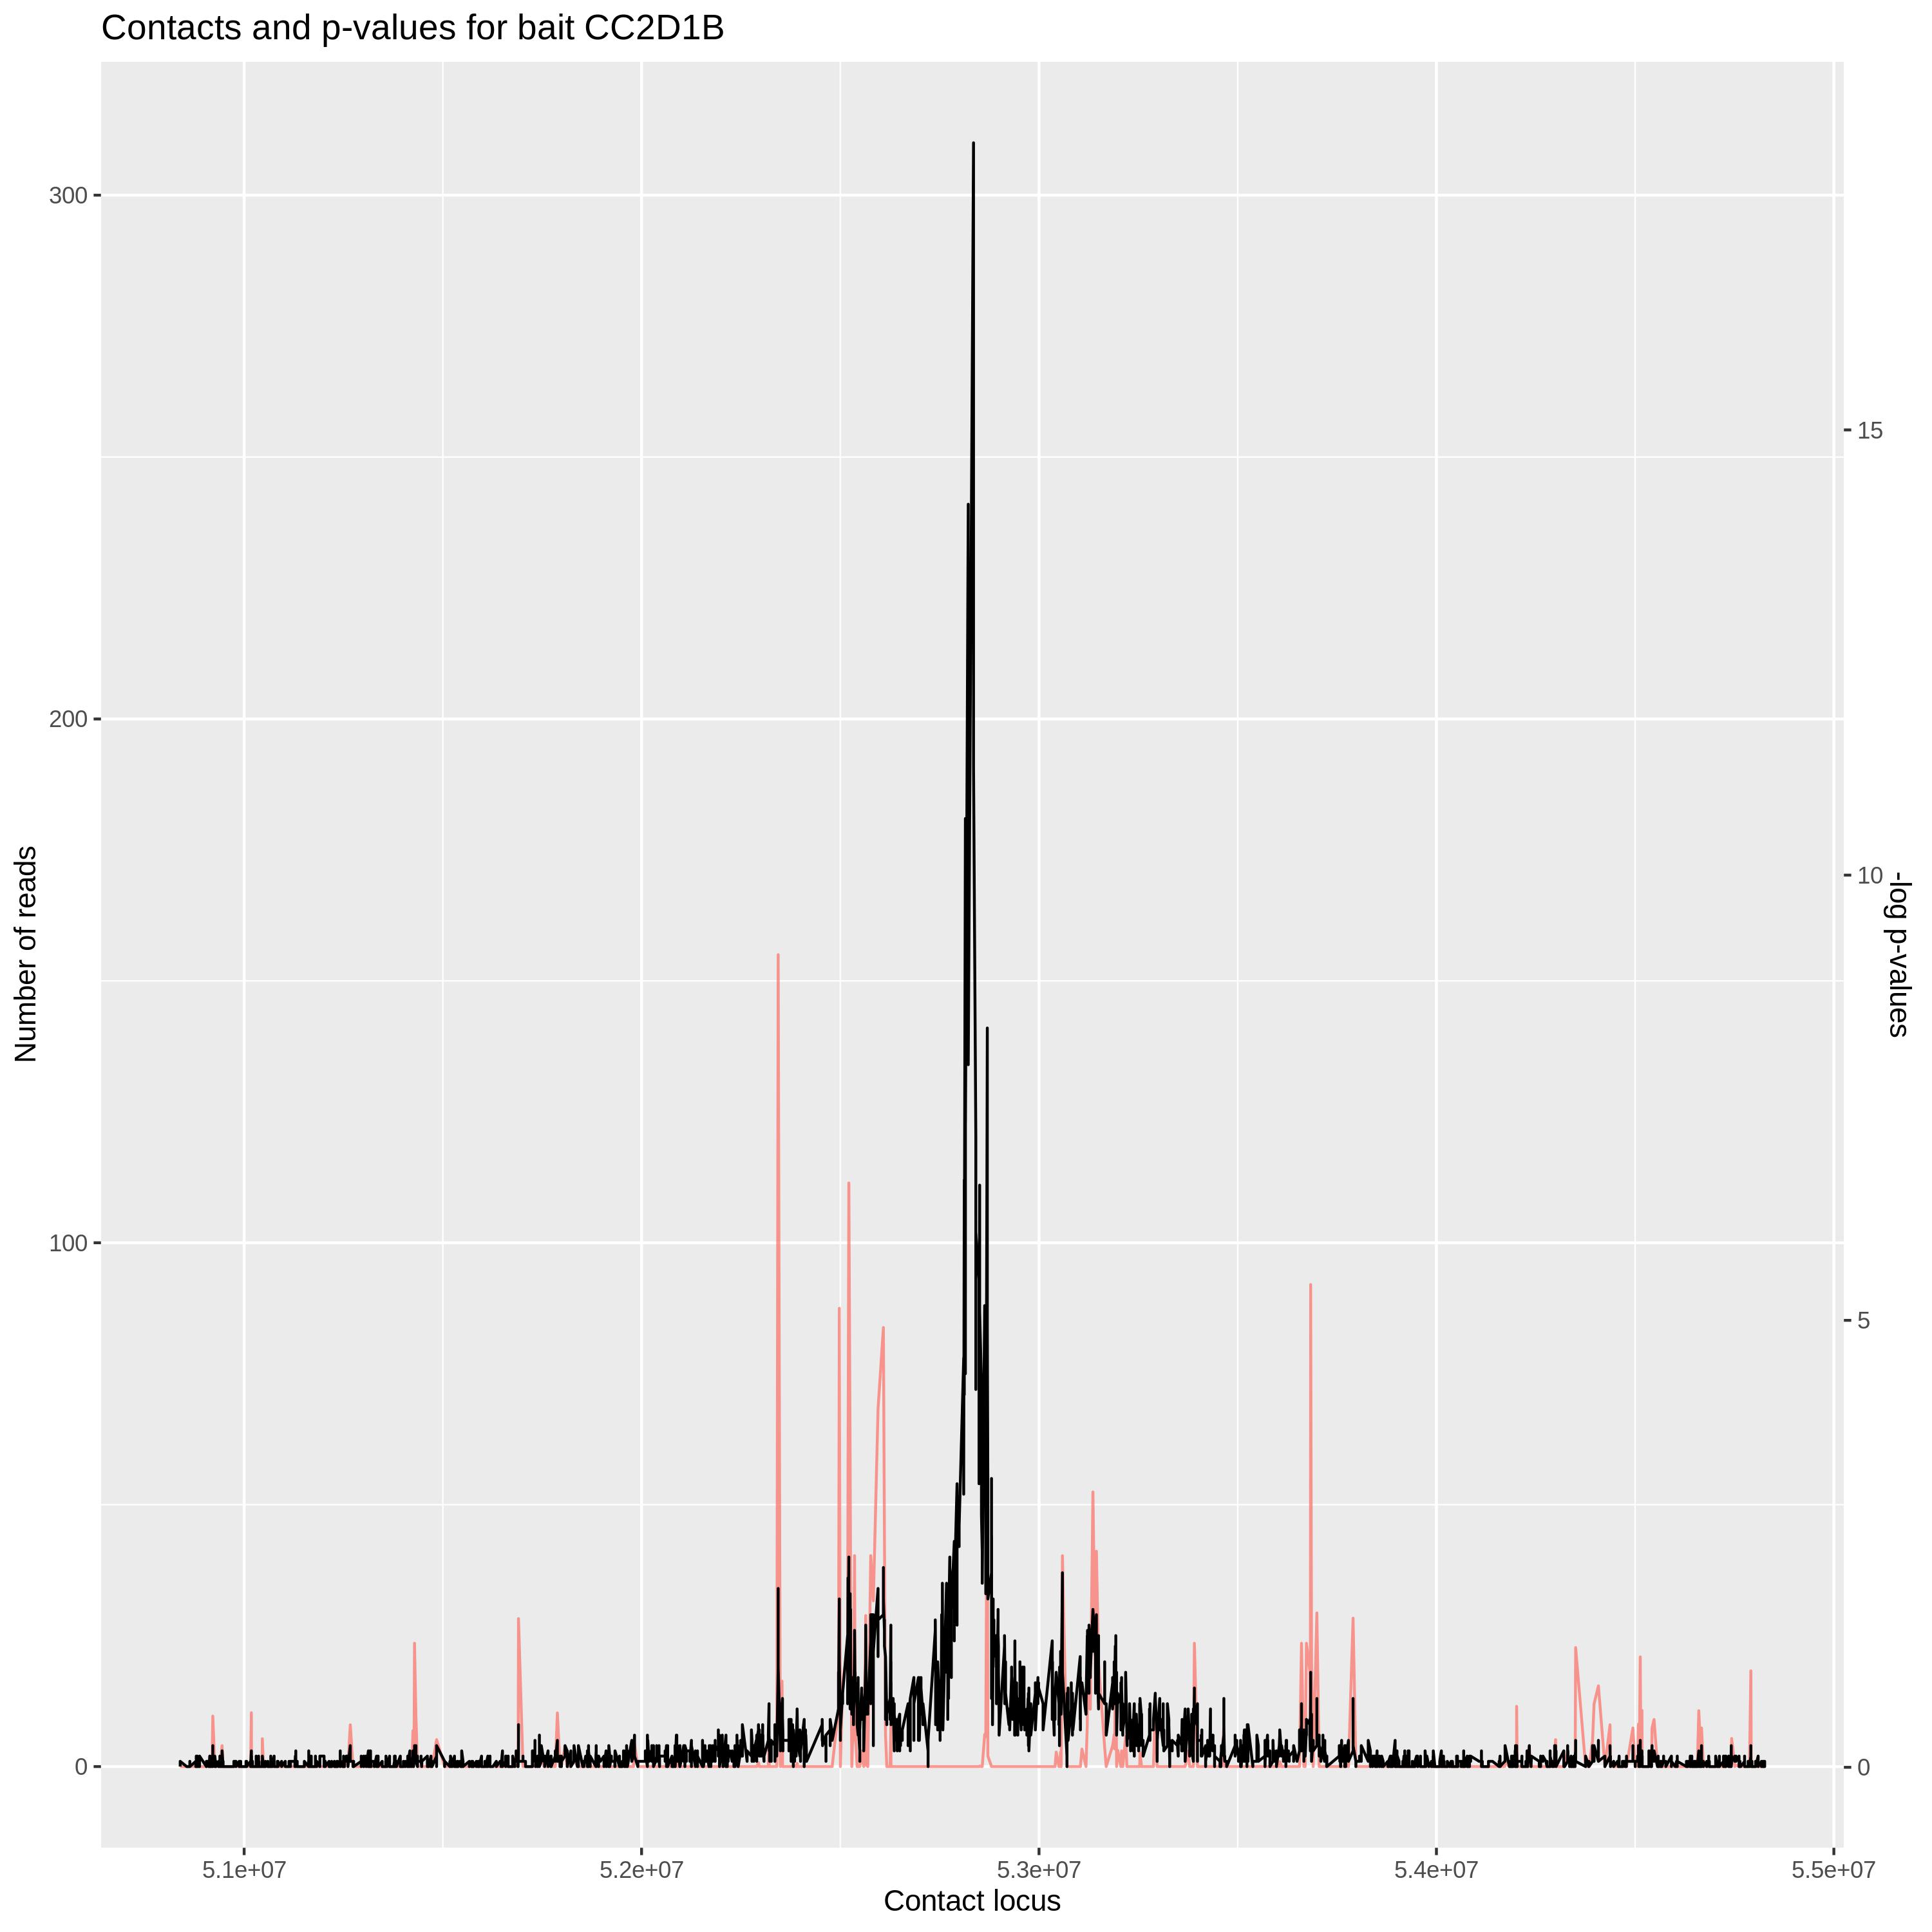 Contacts and p-values for bait CC2D1B
300
200
100
0
Number of reads
15
10
5
0
-log p-values
5.1e+07
5.2e+07
5.3e+07
5.4e+07
5.5e+07
Contact locus